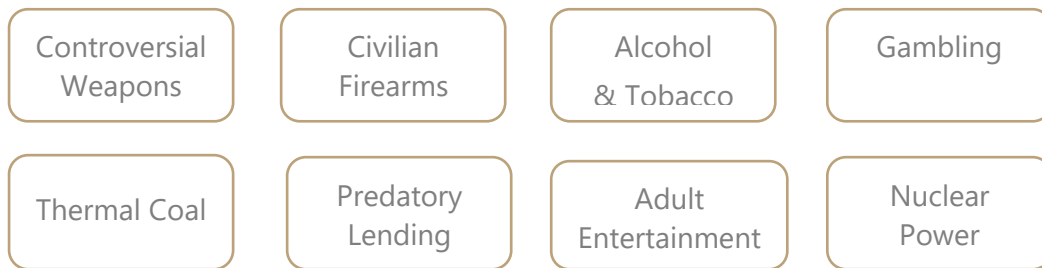 Controversial
Weapons
Civilian
Firearms
Alcohol
& Tobacco
Gambling
Thermal Coal
Predatory
Lending
Adult
Entertainment
Nuclear
Power